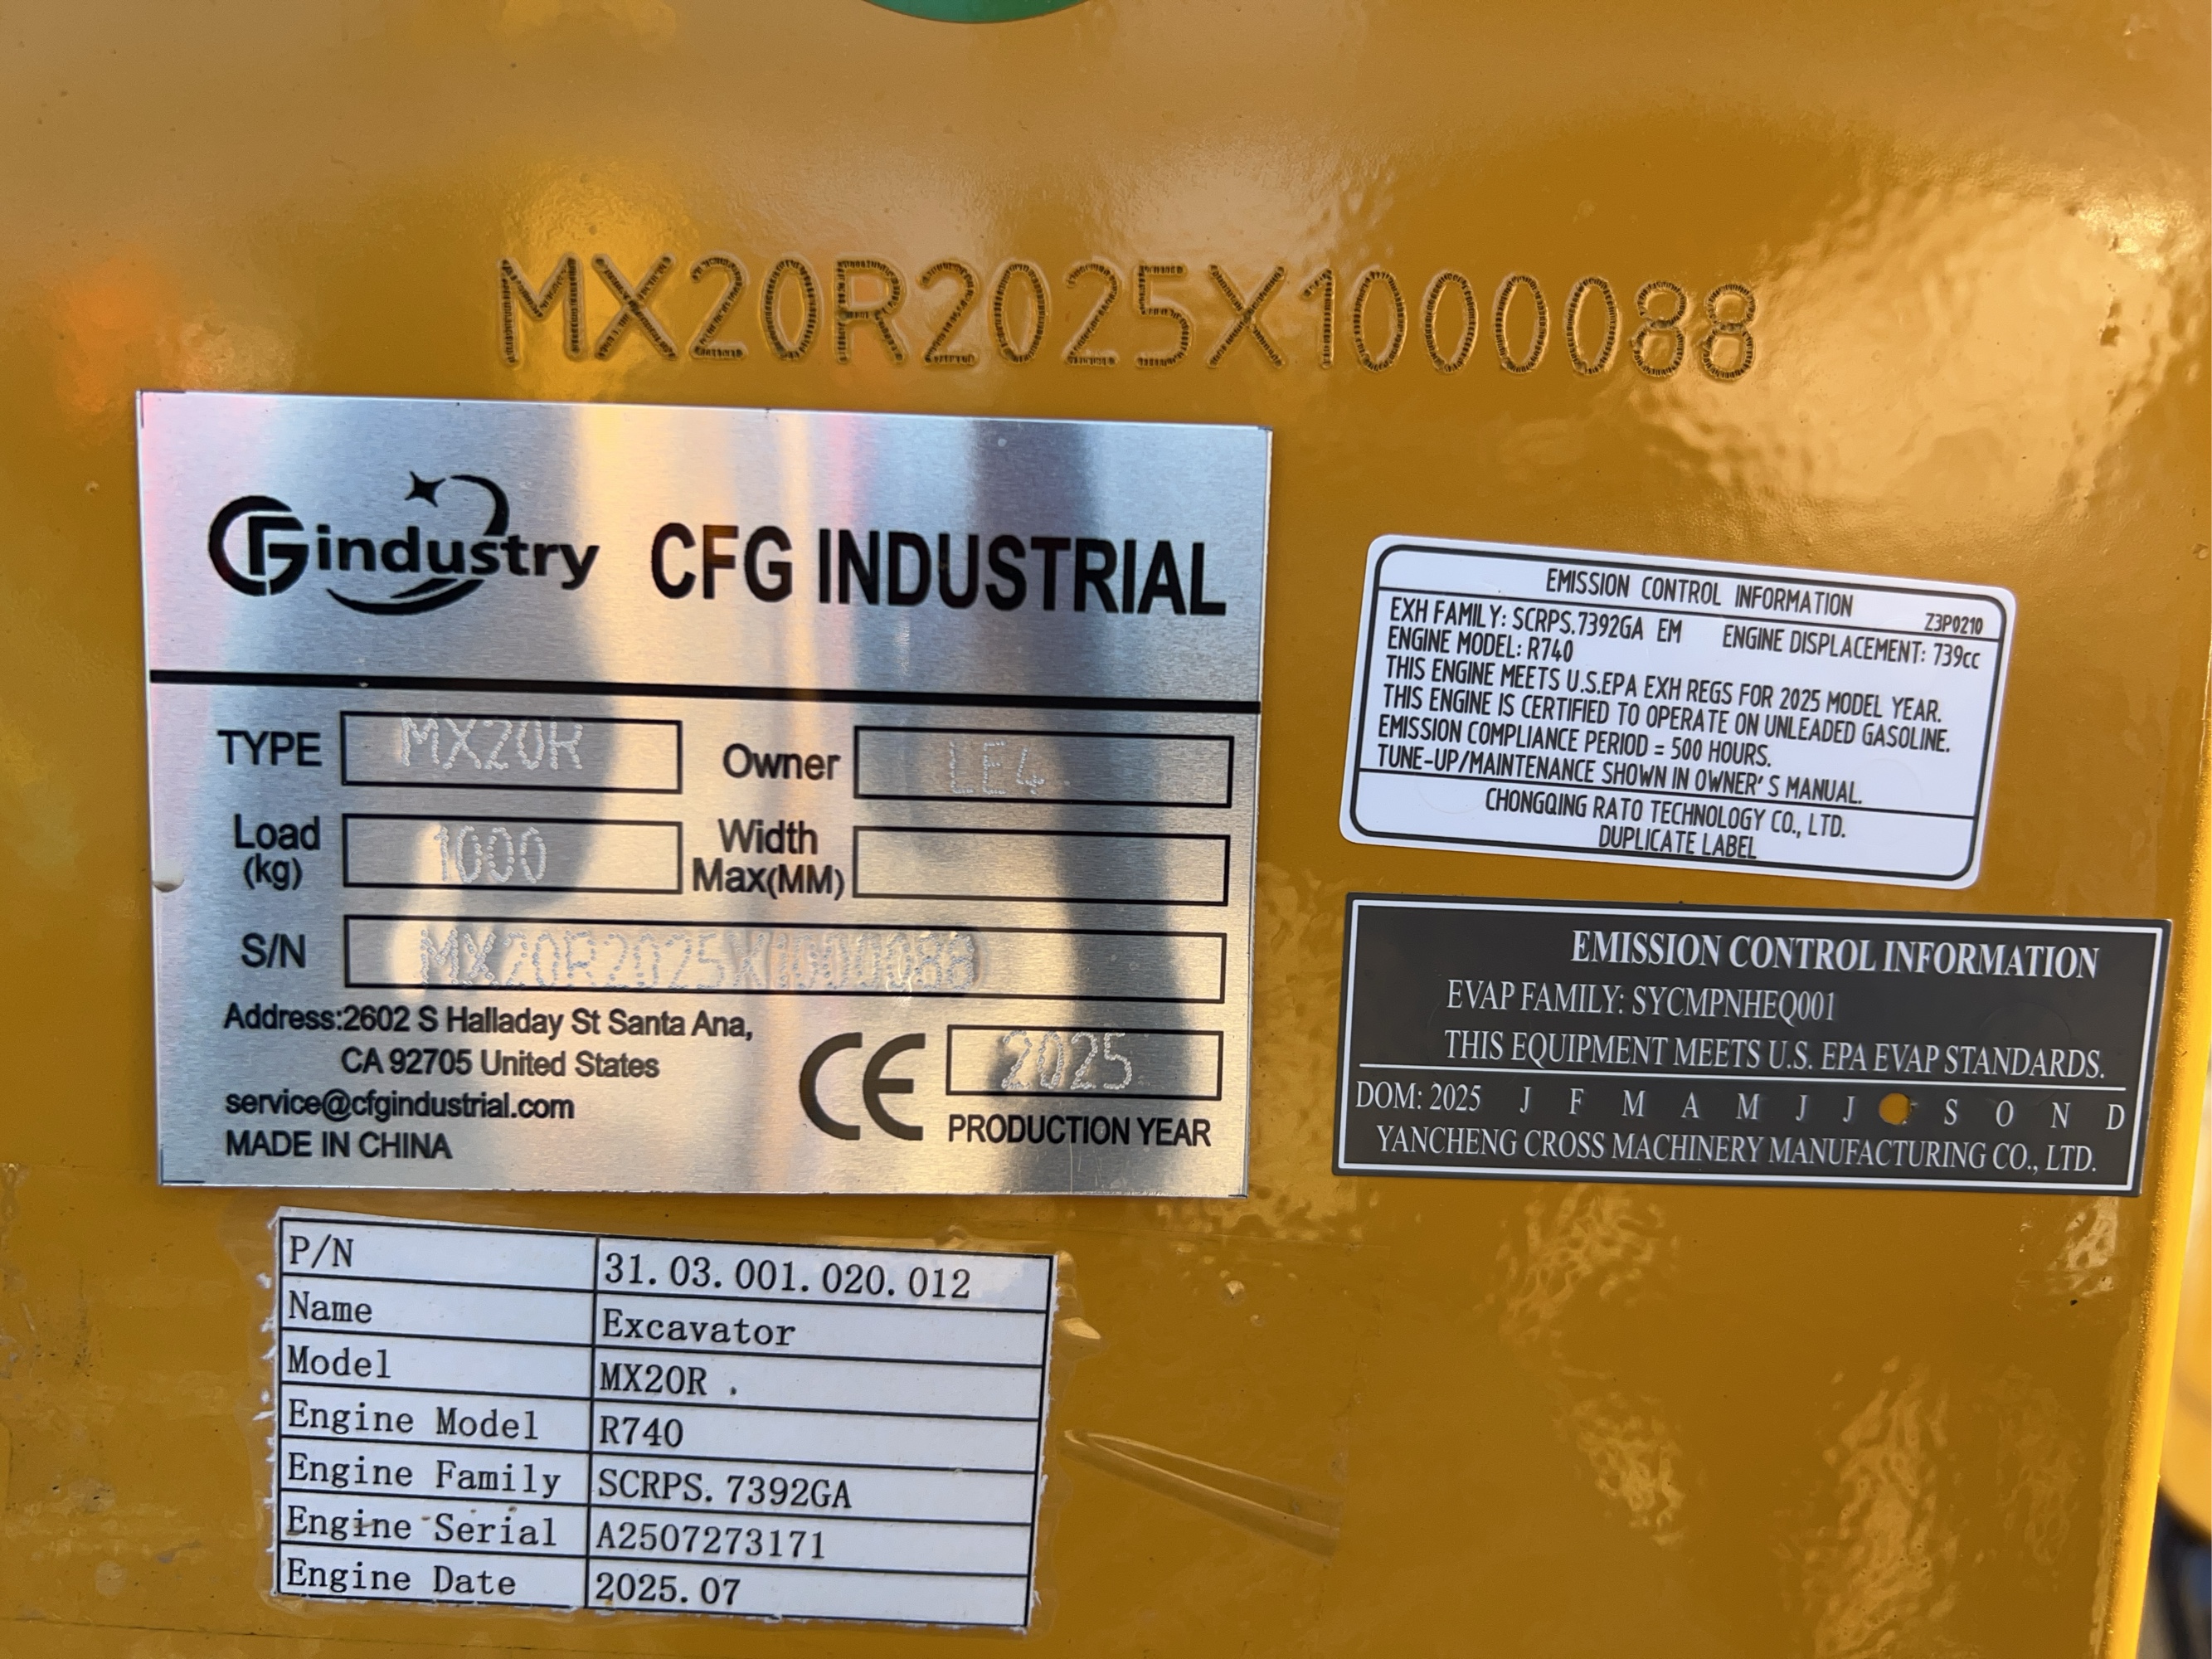 MX20R2025X1000088
CFG industry CFG INDUSTRIAL
TYPE MX20R Owner LE4
Load (kg) 1000 Width Max(MM)
S/N MX20R2025X1000088
Address:2602 S Halladay St Santa Ana,
CA 92705 United States
service@cfgindustrial.com
MADE IN CHINA
CE 2025
PRODUCTION YEAR
EMISSION CONTROL INFORMATION Z3P0210
EXH FAMILY: SCRPS.7392GA EM ENGINE DISPLACEMENT: 739cc
ENGINE MODEL: R740
THIS ENGINE MEETS U.S.EPA EXH REGS FOR 2025 MODEL YEAR.
THIS ENGINE IS CERTIFIED TO OPERATE ON UNLEADED GASOLINE.
EMISSION COMPLIANCE PERIOD = 500 HOURS.
TUNE-UP/MAINTENANCE SHOWN IN OWNER'S MANUAL.
CHONGQING RATO TECHNOLOGY CO., LTD.
DUPLICATE LABEL
EMISSION CONTROL INFORMATION
EVAP FAMILY: SYCMPNHEQ001
THIS EQUIPMENT MEETS U.S. EPA EVAP STANDARDS.
DOM: 2025 J F M A M J J S O N D
YANCHENG CROSS MACHINERY MANUFACTURING CO., LTD.
P/N 31.03.001.020.012
Name Excavator
Model MX20R .
Engine Model R740
Engine Family SCRPS.7392GA
Engine Serial A2507273171
Engine Date 2025.07